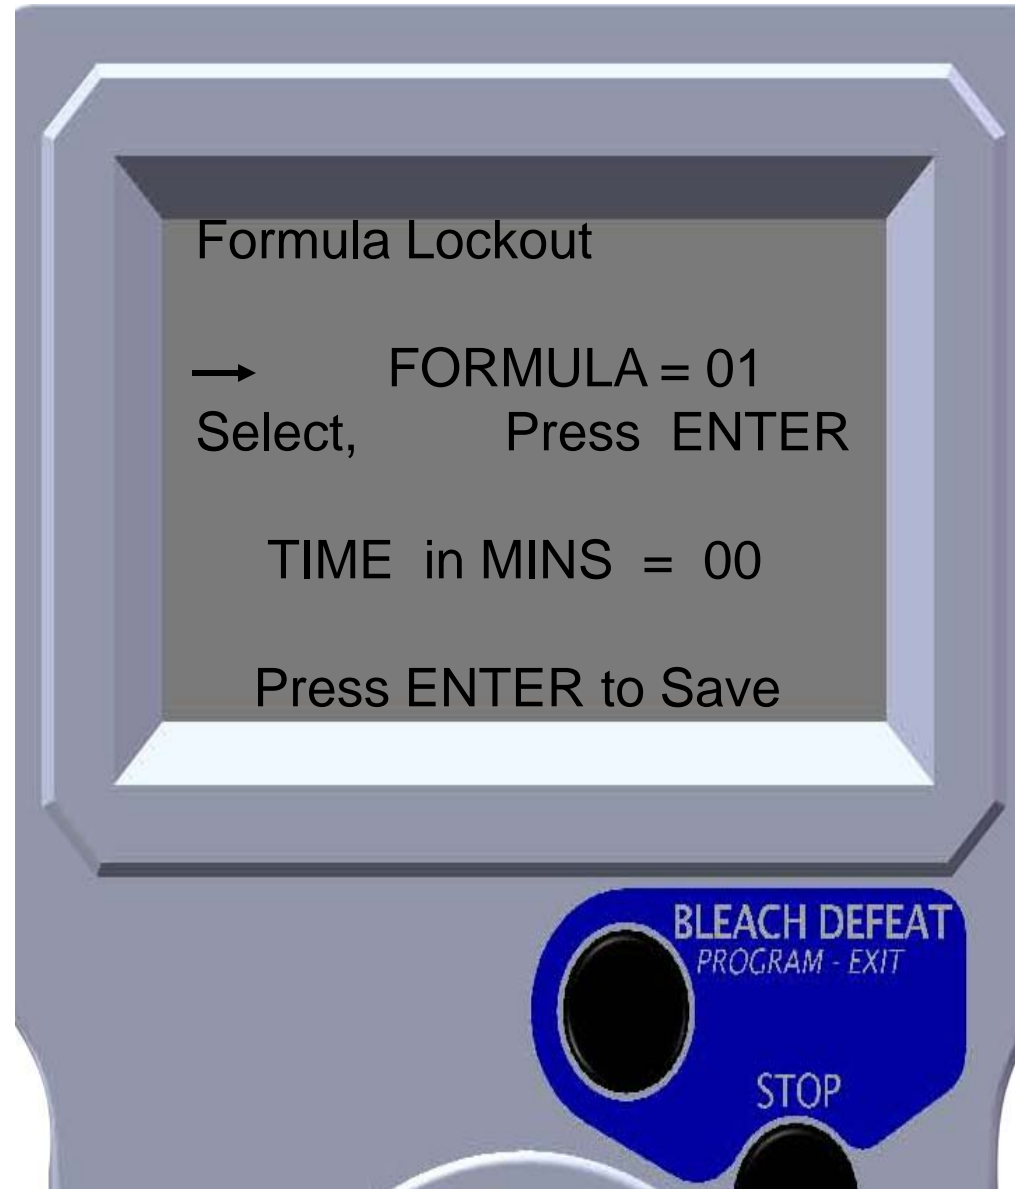 Formula Lockout
FORMULA = 01
Select, Press ENTER
TIME in MINS = 00
Press ENTER to Save
BLEACH DEFEAT
PROGRAM - EXIT
STOP